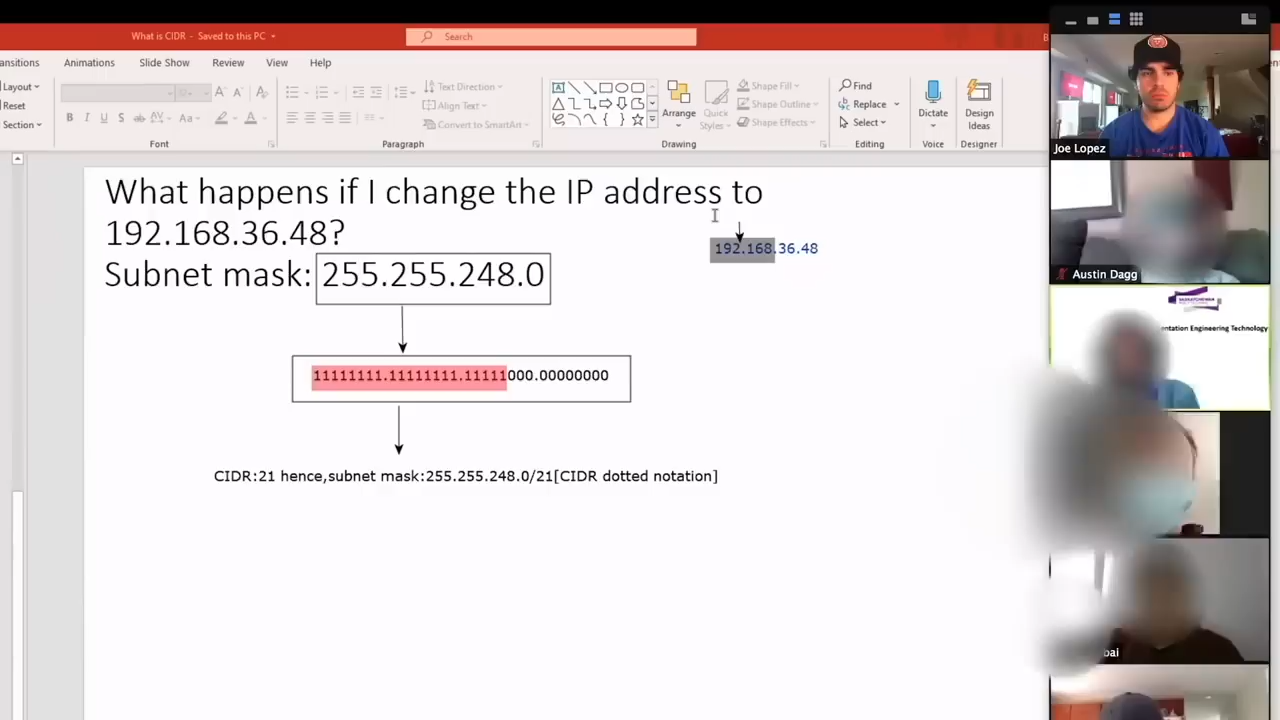 What is CIDR - Saved to this PC
Search
ansitions
Animations
Slide Show
Review
View
Help
Layout
Reset
Section
B I U S ab AV Aa A
Font
Text Direction
Align Text
Convert to SmartArt
Paragraph
Arrange
Quick
Styles
Shape Fill
Shape Outline
Shape Effects
Drawing
Find
Replace
Select
Editing
Dictate
Voice
Design
Ideas
Designer
What happens if I change the IP address to
192.168.36.48?
Subnet mask: 255.255.248.0
192.168.36.48
11111111.11111111.11111000.00000000
CIDR:21 hence,subnet mask:255.255.248.0/21[CIDR dotted notation]
Joe Lopez
Austin Dagg
entation Engineering Technology
bai